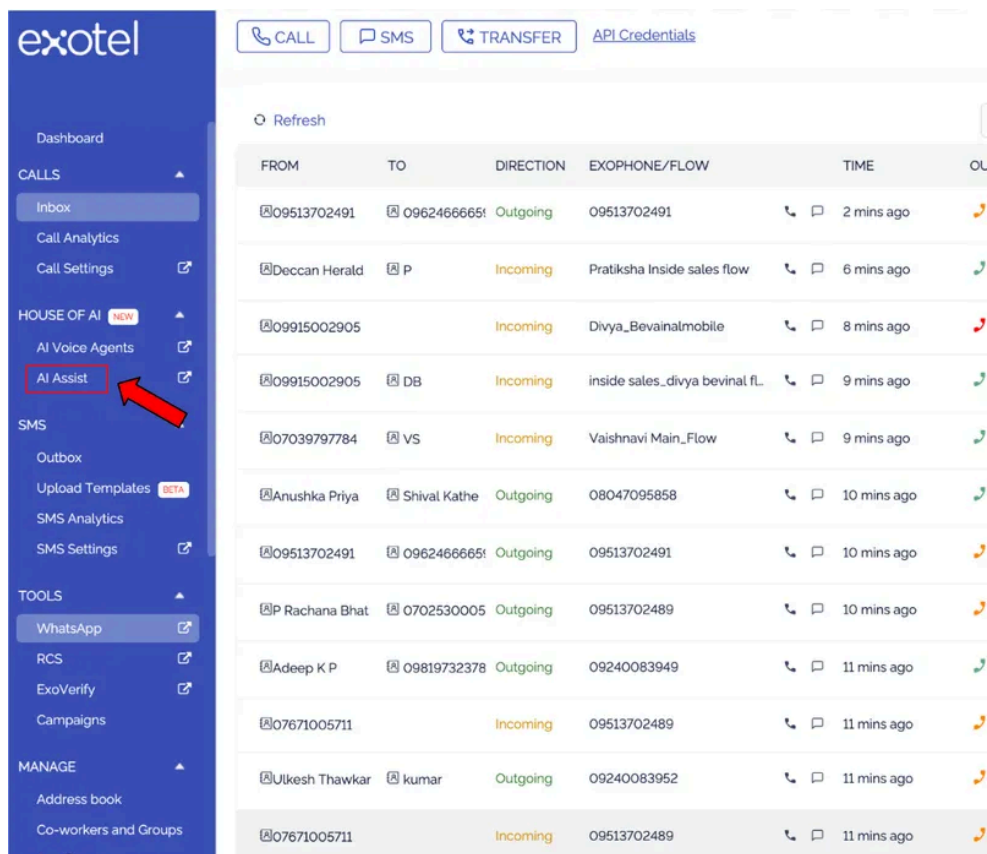 exotel
CALL SMS TRANSFER API Credentials
Refresh
Dashboard
CALLS
Inbox
Call Analytics
Call Settings
HOUSE OF AI NEW
AI Voice Agents
AI Assist
SMS
Outbox
Upload Templates BETA
SMS Analytics
SMS Settings
TOOLS
WhatsApp
RCS
ExoVerify
Campaigns
MANAGE
Address book
Co-workers and Groups
FROM TO DIRECTION EXOPHONE/FLOW TIME OU
09513702491 0962466665 Outgoing 09513702491 2 mins ago
Deccan Herald P Incoming Pratiksha Inside sales flow 6 mins ago
09915002905 Incoming Divya_Bevainalmobile 8 mins ago
09915002905 DB Incoming inside sales_divya bevinal fl... 9 mins ago
07039797784 VS Incoming Vaishnavi Main_Flow 9 mins ago
Anushka Priya Shival Kathe Outgoing 08047095858 10 mins ago
09513702491 0962466665 Outgoing 09513702491 10 mins ago
P Rachana Bhat 0702530005 Outgoing 09513702489 10 mins ago
Adeep K P 09819732378 Outgoing 09240083949 11 mins ago
07671005711 Incoming 09513702489 11 mins ago
Ulkesh Thawkar kumar Outgoing 09240083952 11 mins ago
07671005711 Incoming 09513702489 11 mins ago